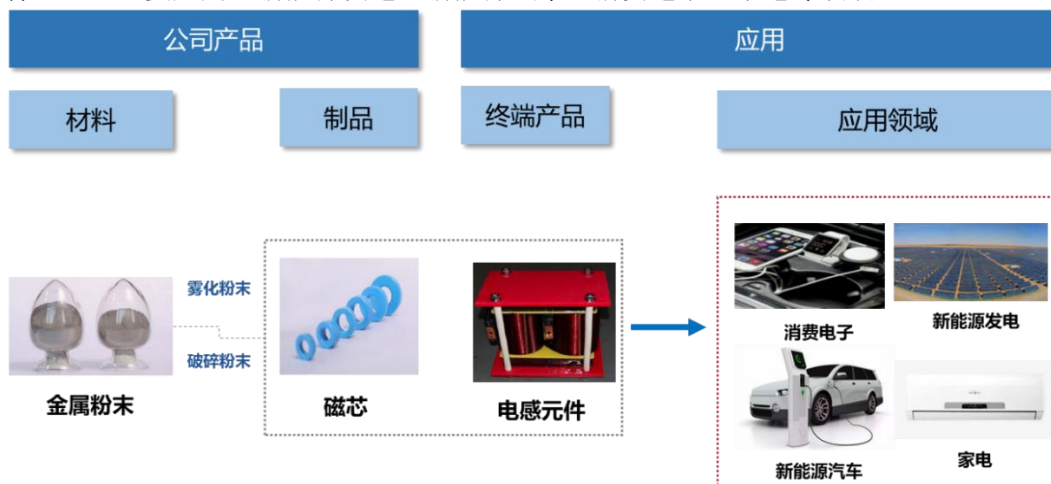 公司产品
应用
材料
制品
终端产品
应用领域
雾化粉末
破碎粉末
金属粉末
磁芯
电感元件
消费电子
新能源发电
新能源汽车
家电